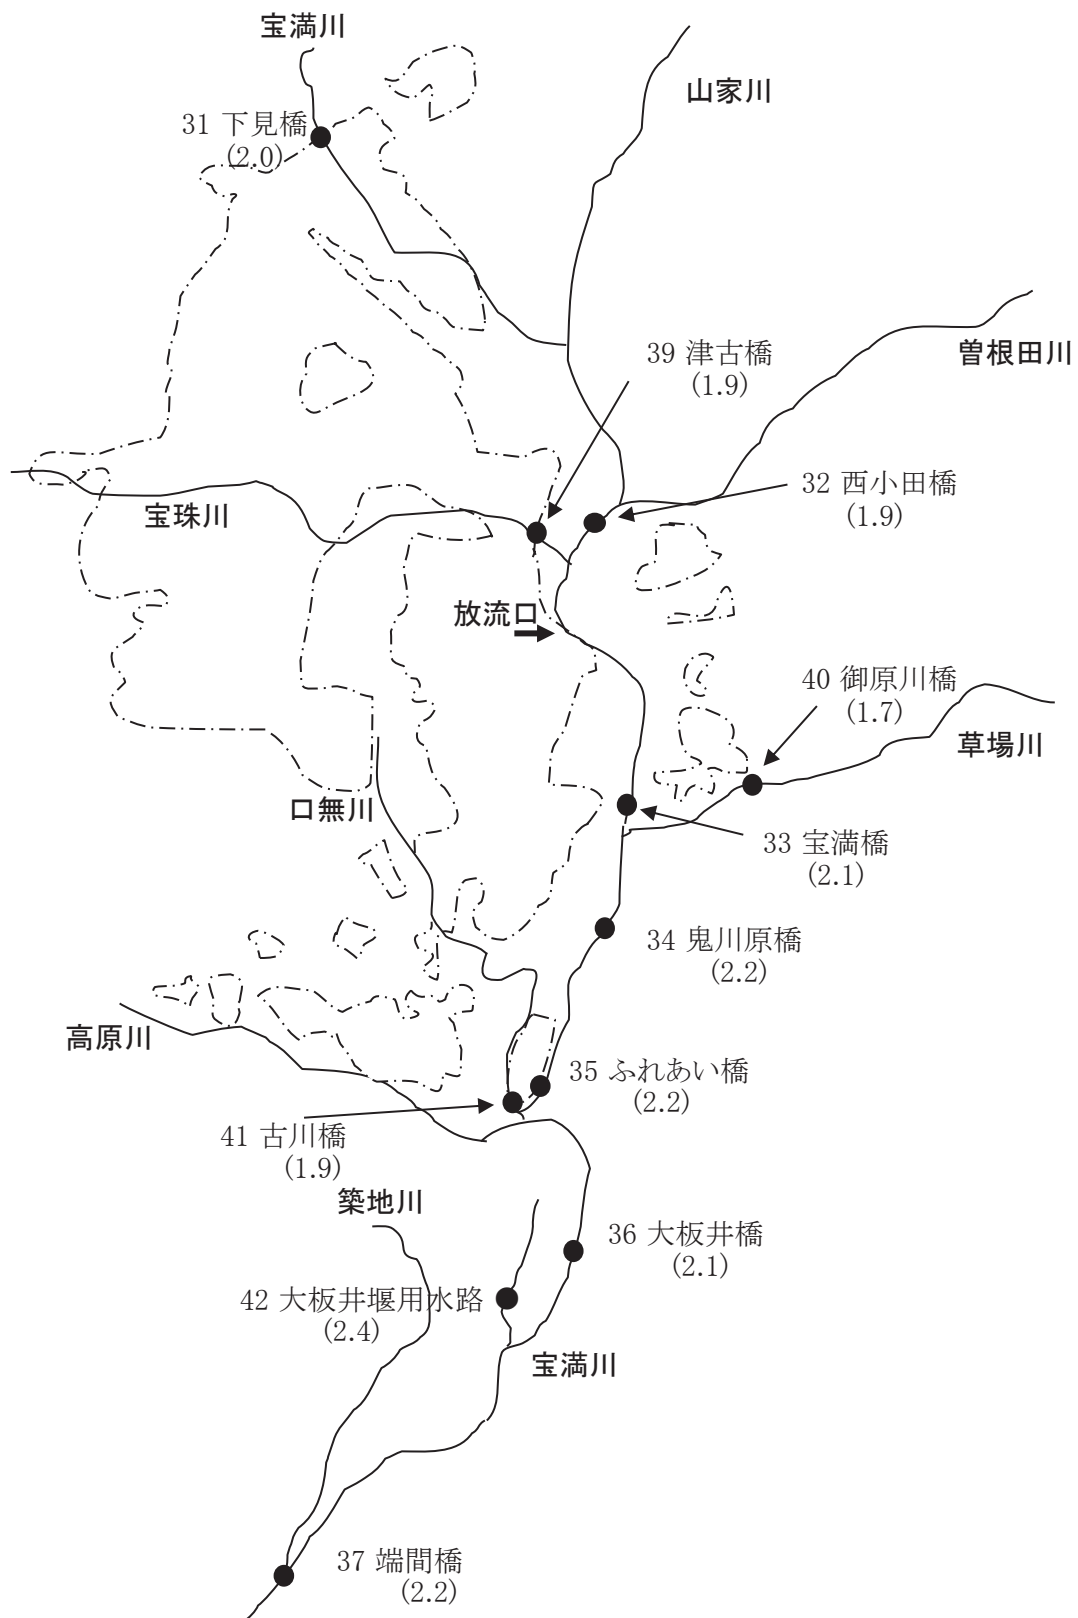 宝満川
山家川
31 下見橋
(2.0)
39 津古橋
(1.9)
曽根田川
32 西小田橋
(1.9)
宝珠川
放流口
40 御原川橋
(1.7)
草場川
口無川
33 宝満橋
(2.1)
34 鬼川原橋
(2.2)
高原川
35 ふれあい橋
(2.2)
41 古川橋
(1.9)
築地川
36 大板井橋
(2.1)
42 大板井堰用水路
(2.4)
宝満川
37 端間橋
(2.2)